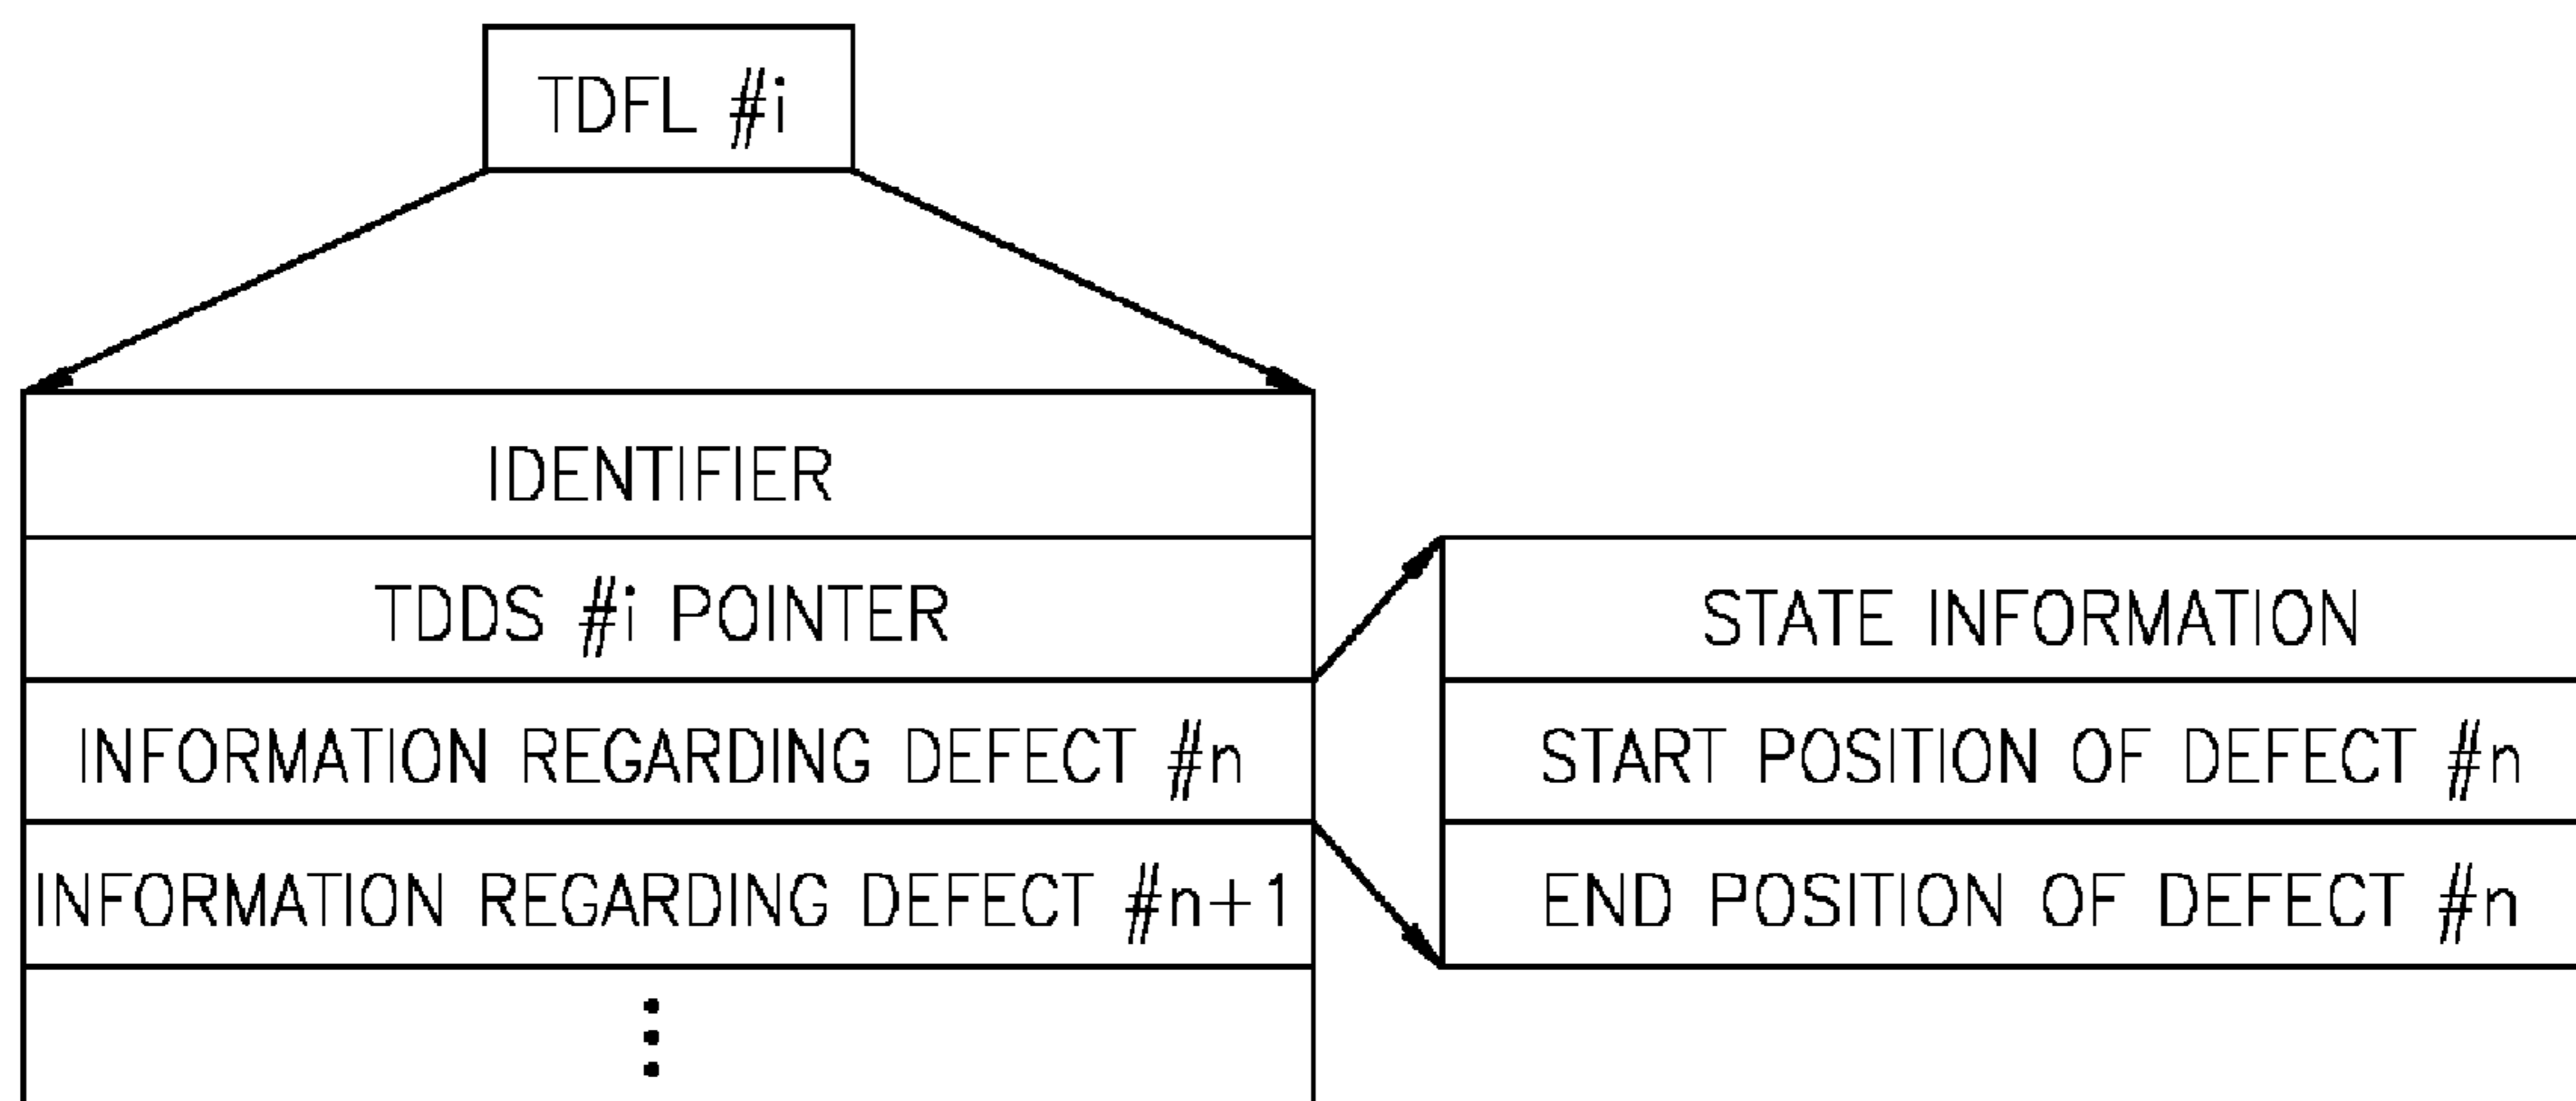 TDFL #i
IDENTIFIER
TDDS #i POINTER
INFORMATION REGARDING DEFECT #n
INFORMATION REGARDING DEFECT #n+1
STATE INFORMATION
START POSITION OF DEFECT #n
END POSITION OF DEFECT #n